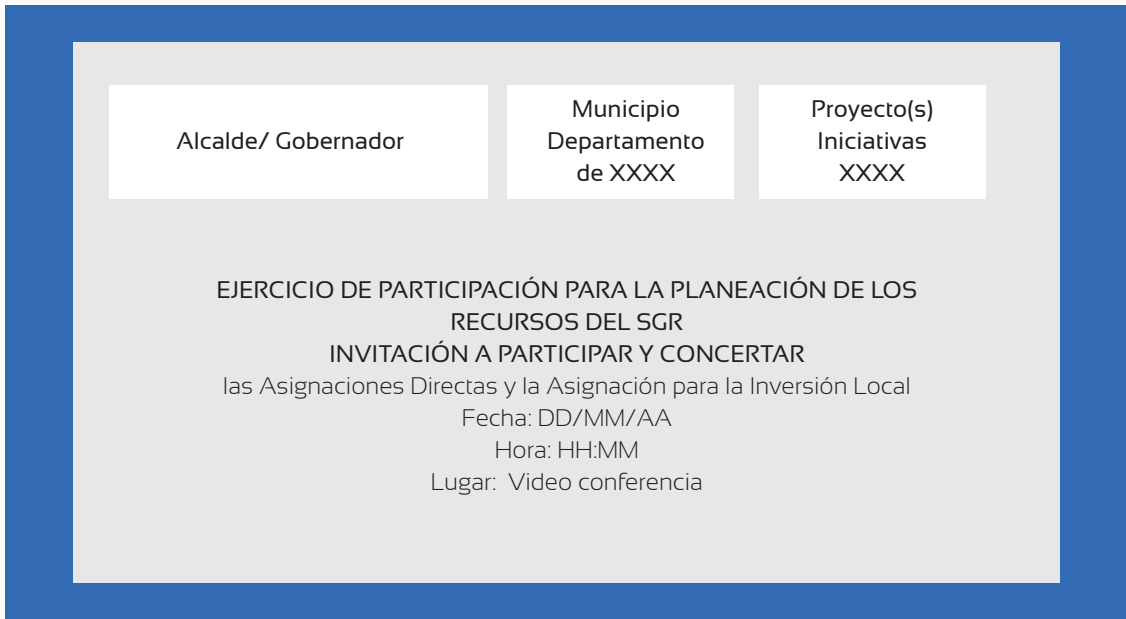 Alcalde/ Gobernador
Municipio
Departamento
de XXXX
Proyecto(s)
Iniciativas
XXXX
EJERCICIO DE PARTICIPACIÓN PARA LA PLANEACIÓN DE LOS
RECURSOS DEL SGR
INVITACIÓN A PARTICIPAR Y CONCERTAR
las Asignaciones Directas y la Asignación para la Inversión Local
Fecha: DD/MM/AA
Hora: HH:MM
Lugar: Video conferencia